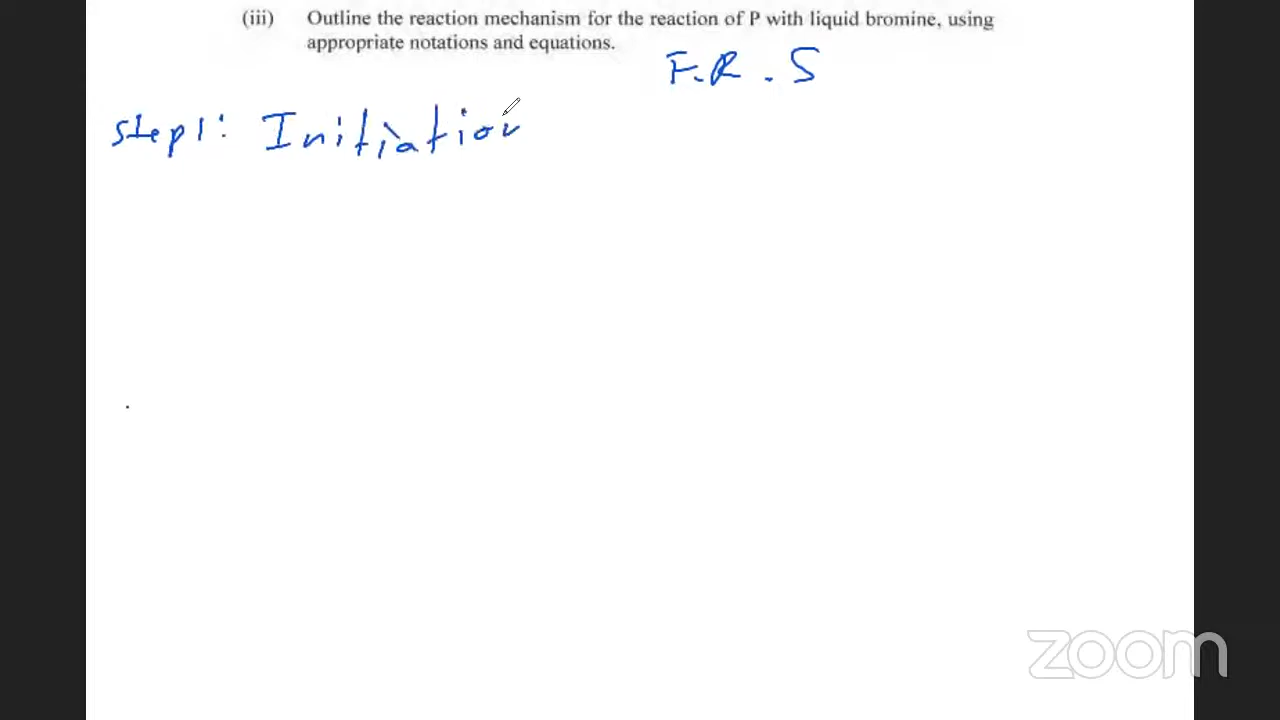 (iii) Outline the reaction mechanism for the reaction of P with liquid bromine, using
appropriate notations and equations.
F.R.S
Step1: Initiation
zoom